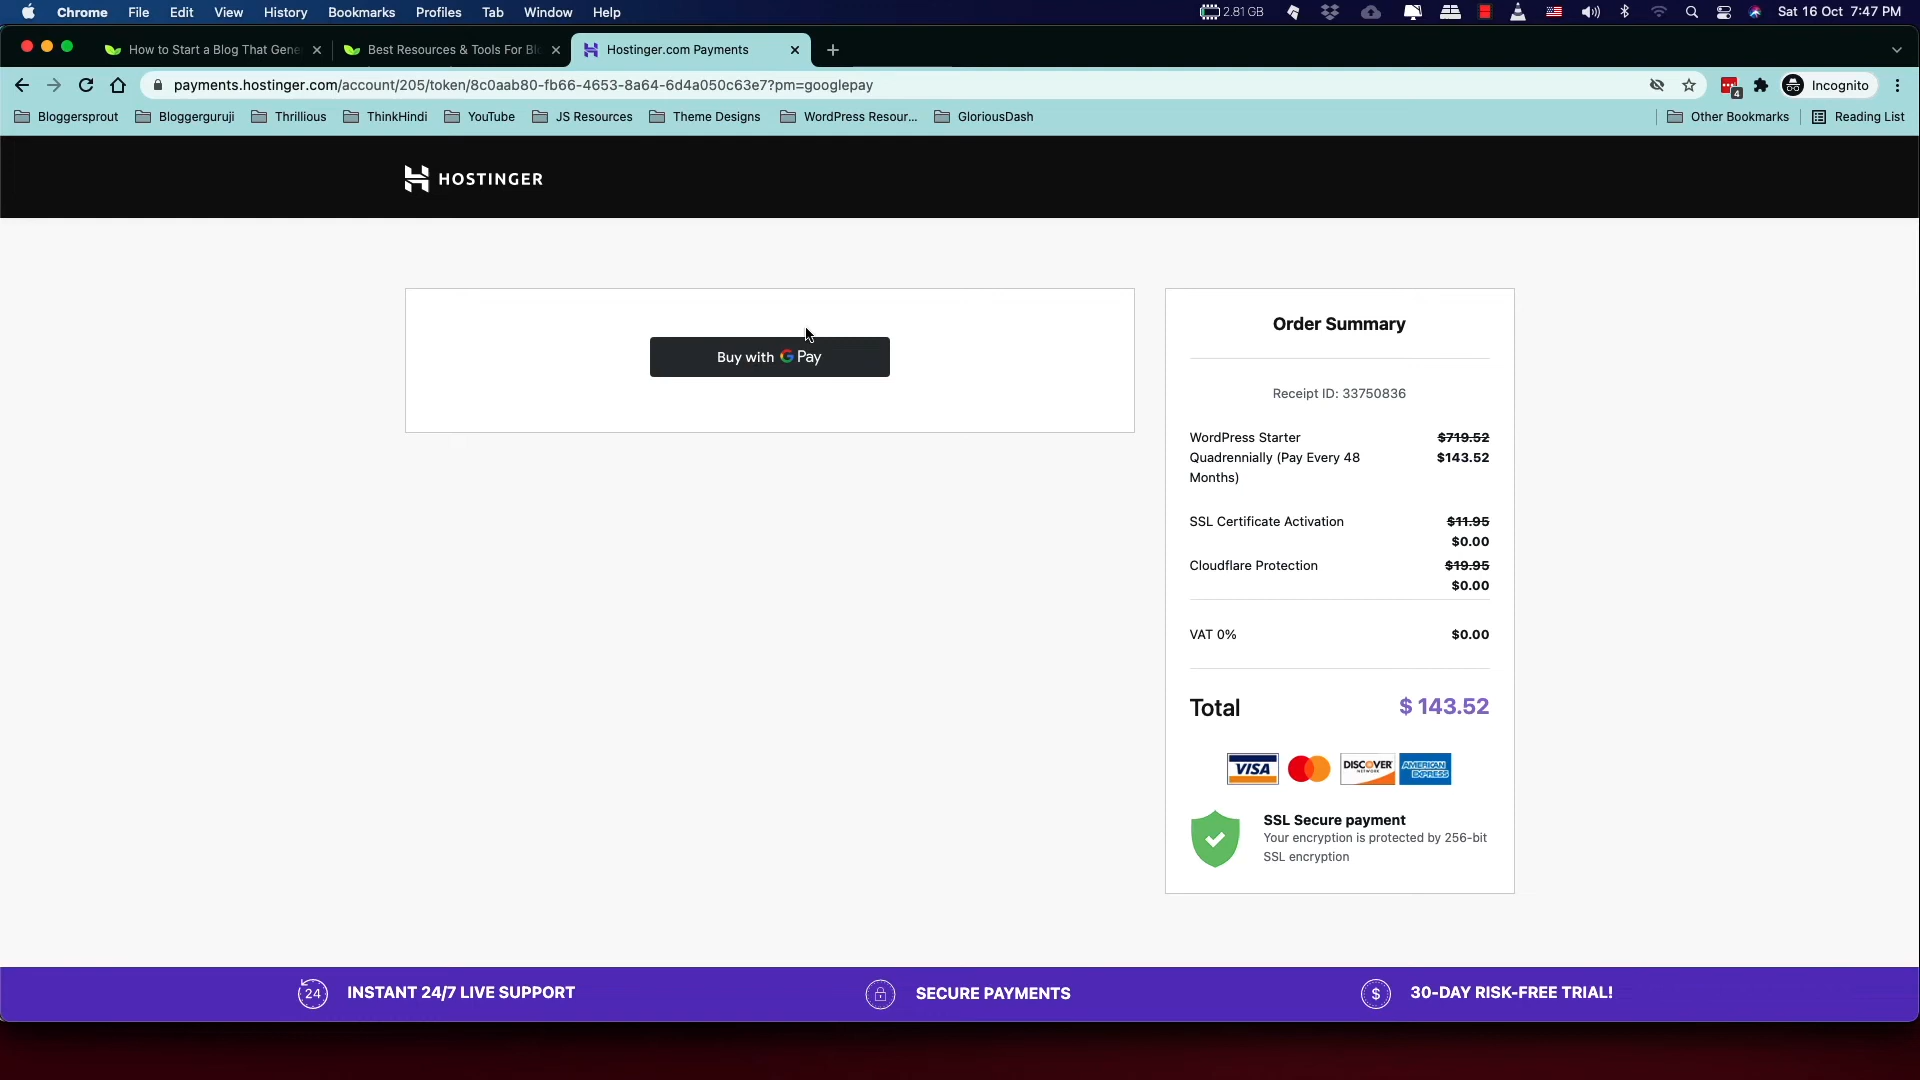 Chrome File Edit View History Bookmarks Profiles Tab Window Help 2.81 GB Sat 16 Oct 7:47 PM
How to Start a Blog That Gene Best Resources & Tools For Bl Hostinger.com Payments
payments.hostinger.com/account/205/token/8c0aab80-fb66-4653-8a64-6d4a050c63e7?pm=googlepay 4 Incognito
Bloggersprout Bloggerguruji Thrillious ThinkHindi YouTube JS Resources Theme Designs WordPress Resour... GloriousDash Other Bookmarks Reading List
HOSTINGER
Buy with G Pay
Order Summary
Receipt ID: 33750836
WordPress Starter $719.52
Quadrennially (Pay Every 48 $143.52
Months)
SSL Certificate Activation $11.95
$0.00
Cloudflare Protection $19.95
$0.00
VAT 0% $0.00
Total $ 143.52
VISA DISCOVER NETWORK AMERICAN EXPRESS
SSL Secure payment
Your encryption is protected by 256-bit
SSL encryption
24 INSTANT 24/7 LIVE SUPPORT SECURE PAYMENTS $ 30-DAY RISK-FREE TRIAL!